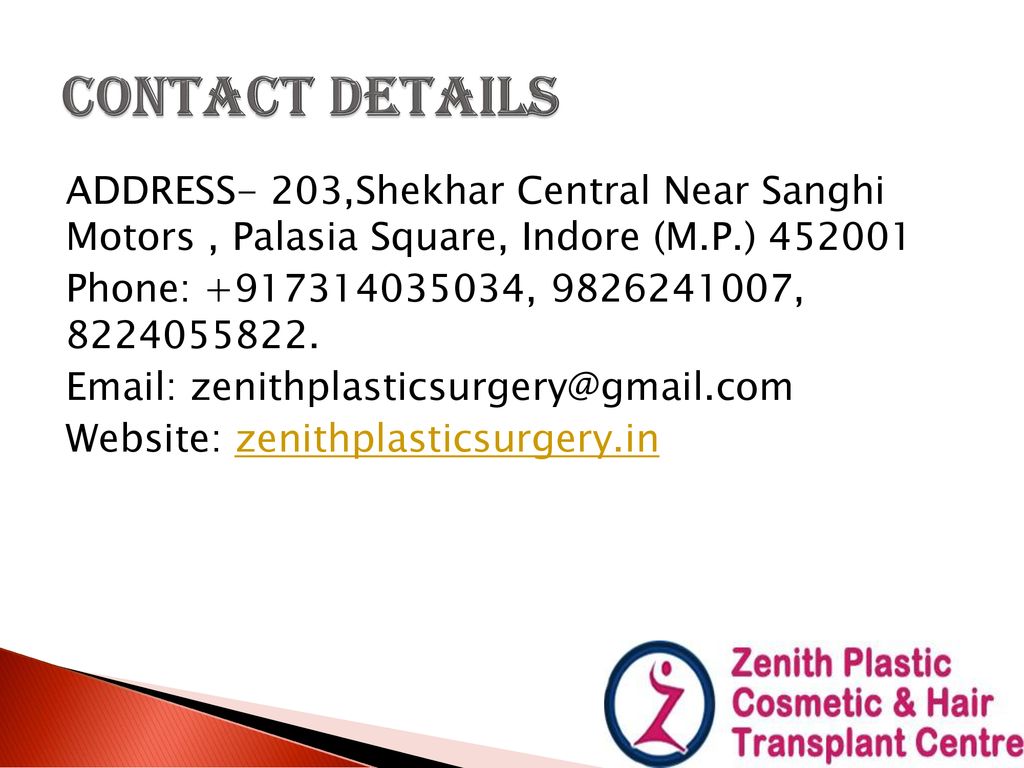 CONTACT DETAILS
ADDRESS- 203,Shekhar Central Near Sanghi
Motors , Palasia Square, Indore (M.P.) 452001
Phone: +917314035034, 9826241007,
8224055822.
Email: zenithplasticsurgery@gmail.com
Website: zenithplasticsurgery.in
Zenith Plastic
Cosmetic & Hair
Transplant Centre